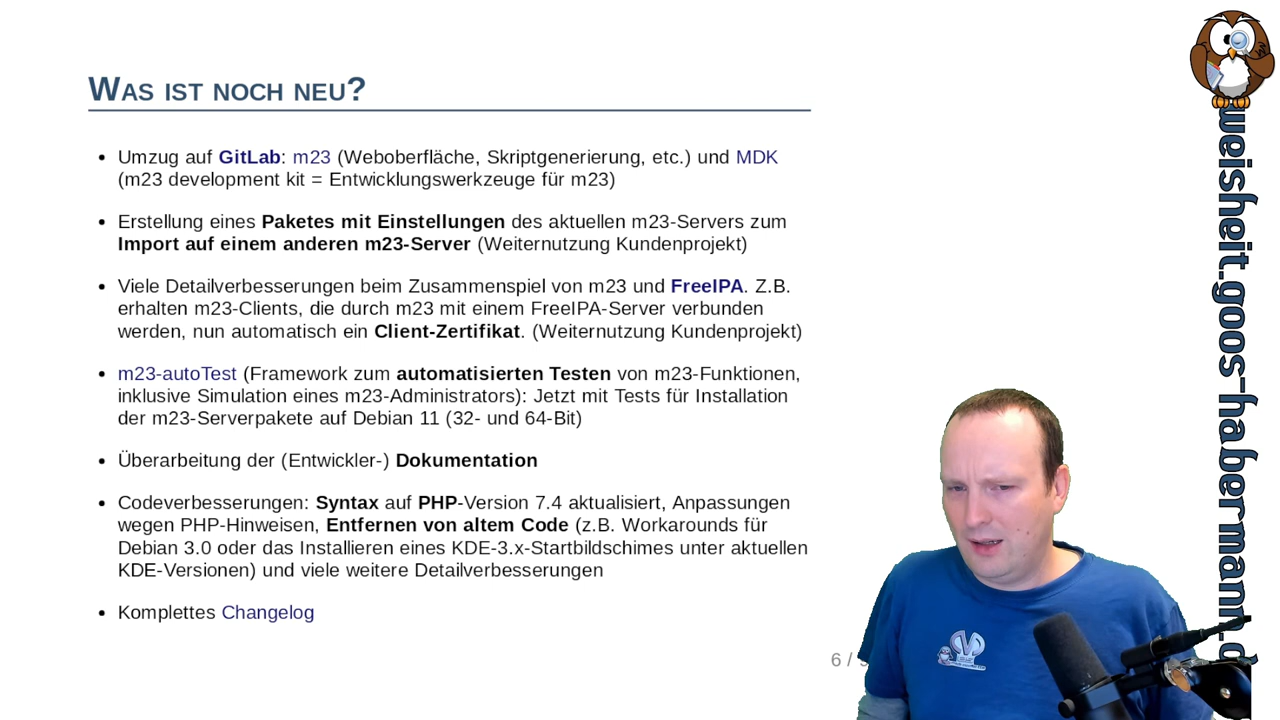 Was ist noch neu?
• Umzug auf GitLab: m23 (Weboberfläche, Skriptgenerierung, etc.) und MDK
(m23 development kit = Entwicklungswerkzeuge für m23)
• Erstellung eines Paketes mit Einstellungen des aktuellen m23-Servers zum
Import auf einem anderen m23-Server (Weiternutzung Kundenprojekt)
• Viele Detailverbesserungen beim Zusammenspiel von m23 und FreeIPA. Z.B.
erhalten m23-Clients, die durch m23 mit einem FreeIPA-Server verbunden
werden, nun automatisch ein Client-Zertifikat. (Weiternutzung Kundenprojekt)
• m23-autoTest (Framework zum automatisierten Testen von m23-Funktionen,
inklusive Simulation eines m23-Administrators): Jetzt mit Tests für Installation
der m23-Serverpakete auf Debian 11 (32- und 64-Bit)
• Überarbeitung der (Entwickler-) Dokumentation
• Codeverbesserungen: Syntax auf PHP-Version 7.4 aktualisiert, Anpassungen
wegen PHP-Hinweisen, Entfernen von altem Code (z.B. Workarounds für
Debian 3.0 oder das Installieren eines KDE-3.x-Startbildschimes unter aktuellen
KDE-Versionen) und viele weitere Detailverbesserungen
• Komplettes Changelog
6 /
weisheit.goos-habermann.d